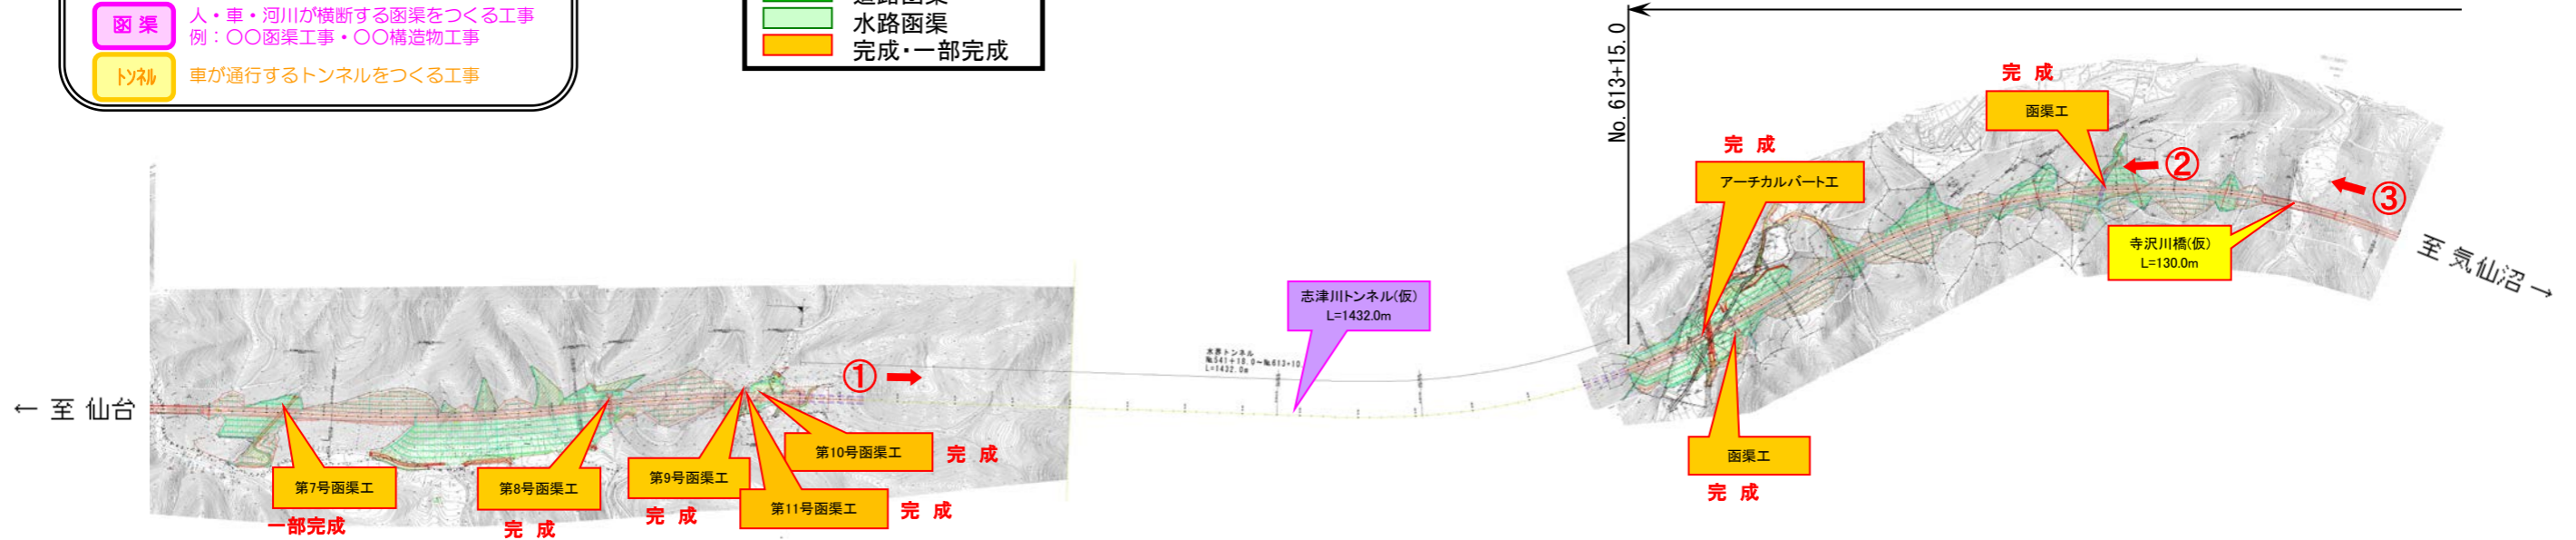 函 渠
人・車・河川が横断する函渠をつくる工事
例：〇〇函渠工事・〇〇構造物工事
トンネル
車が通行するトンネルをつくる工事
道路函渠
水路函渠
完成・一部完成
No. 613+15. 0
完 成
函渠工
②
③
完 成
アーチカルバート工
寺沢川橋(仮)
L=130.0m
至 気仙沼 →
志津川トンネル(仮)
L=1432.0m
L=1432.0m
①
← 至 仙台
第7号函渠工
一部完成
第8号函渠工
完 成
第9号函渠工
完 成
第10号函渠工
完 成
第11号函渠工
完 成
函渠工
完 成